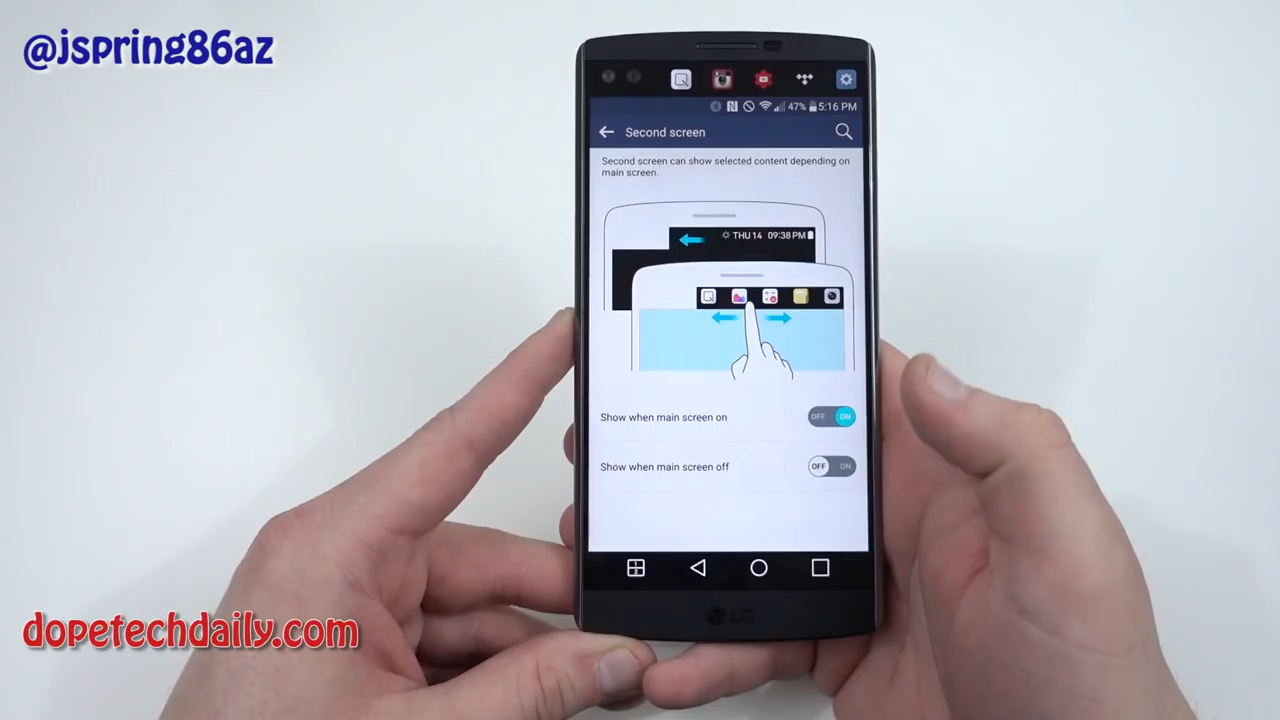 @jspring86az
47% 5:16 PM
Second screen
Second screen can show selected content depending on
main screen.
THU 14 09:38 PM
Show when main screen on
OFF ON
Show when main screen off
OFF ON
LG
dopetechdaily.com